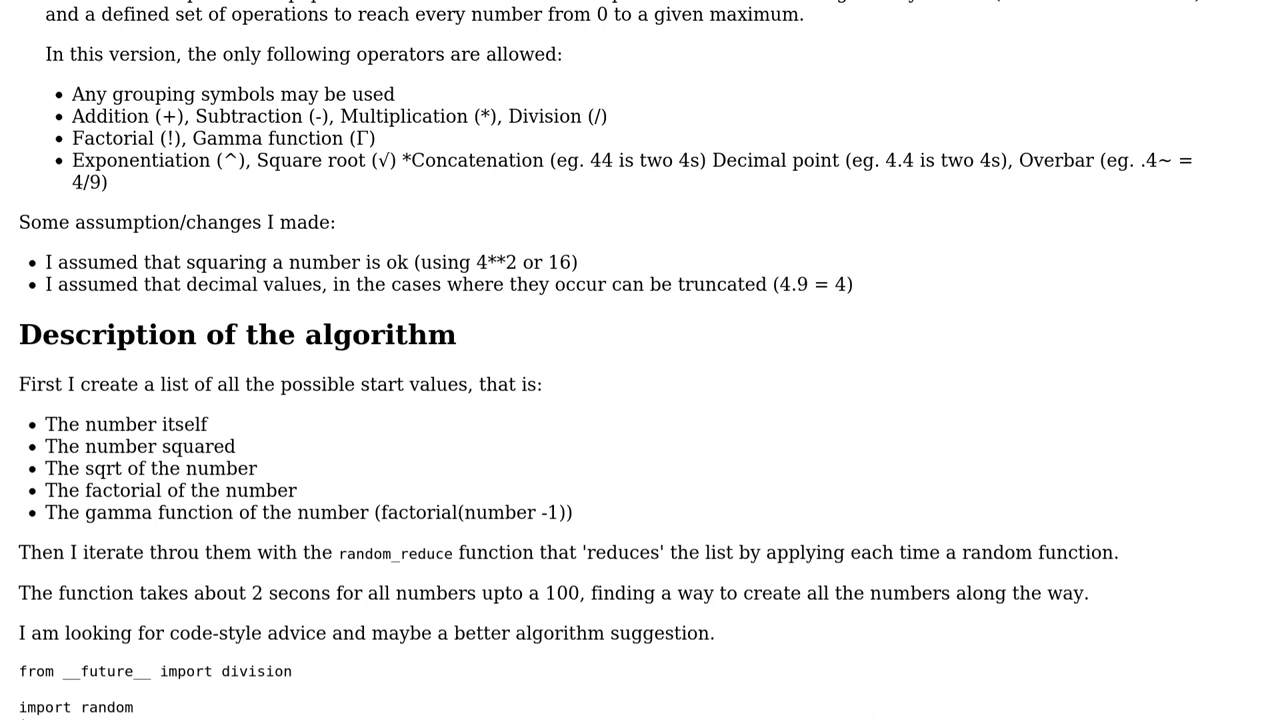 and a defined set of operations to reach every number from 0 to a given maximum.
In this version, the only following operators are allowed:
• Any grouping symbols may be used
• Addition (+), Subtraction (-), Multiplication (*), Division (/)
• Factorial (!), Gamma function (Γ)
• Exponentiation (^), Square root (√) *Concatenation (eg. 44 is two 4s) Decimal point (eg. 4.4 is two 4s), Overbar (eg. .4~ =
4/9)
Some assumption/changes I made:
• I assumed that squaring a number is ok (using 4**2 or 16)
• I assumed that decimal values, in the cases where they occur can be truncated (4.9 = 4)
Description of the algorithm
First I create a list of all the possible start values, that is:
• The number itself
• The number squared
• The sqrt of the number
• The factorial of the number
• The gamma function of the number (factorial(number -1))
Then I iterate throu them with the random_reduce function that 'reduces' the list by applying each time a random function.
The function takes about 2 secons for all numbers upto a 100, finding a way to create all the numbers along the way.
I am looking for code-style advice and maybe a better algorithm suggestion.
from __future__ import division
import random